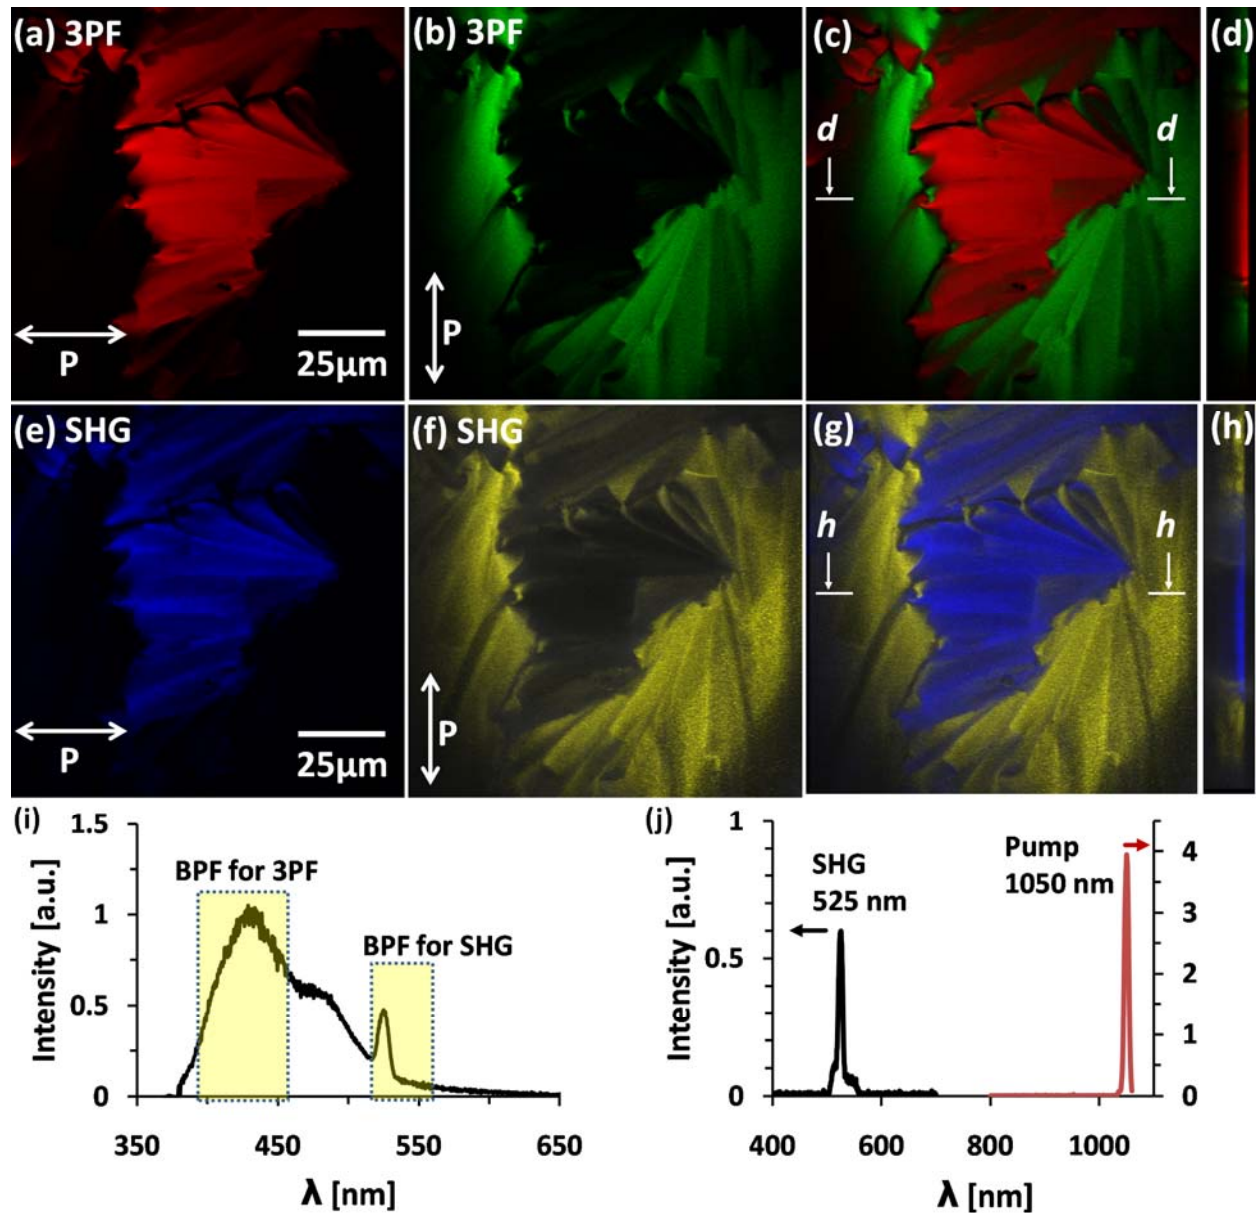 (a) 3PF
(b) 3PF
(c)
(d)
d
d
P
25μm
P
(e) SHG
(f) SHG
(g)
(h)
h
h
P
25μm
P
(i)
1.5
1
0.5
0
Intensity [a.u.]
BPF for 3PF
BPF for SHG
350
450
550
650
λ [nm]
(j)
1
0.5
0
Intensity [a.u.]
SHG
525 nm
Pump
1050 nm
4
3
2
1
0
400
600
800
1000
λ [nm]